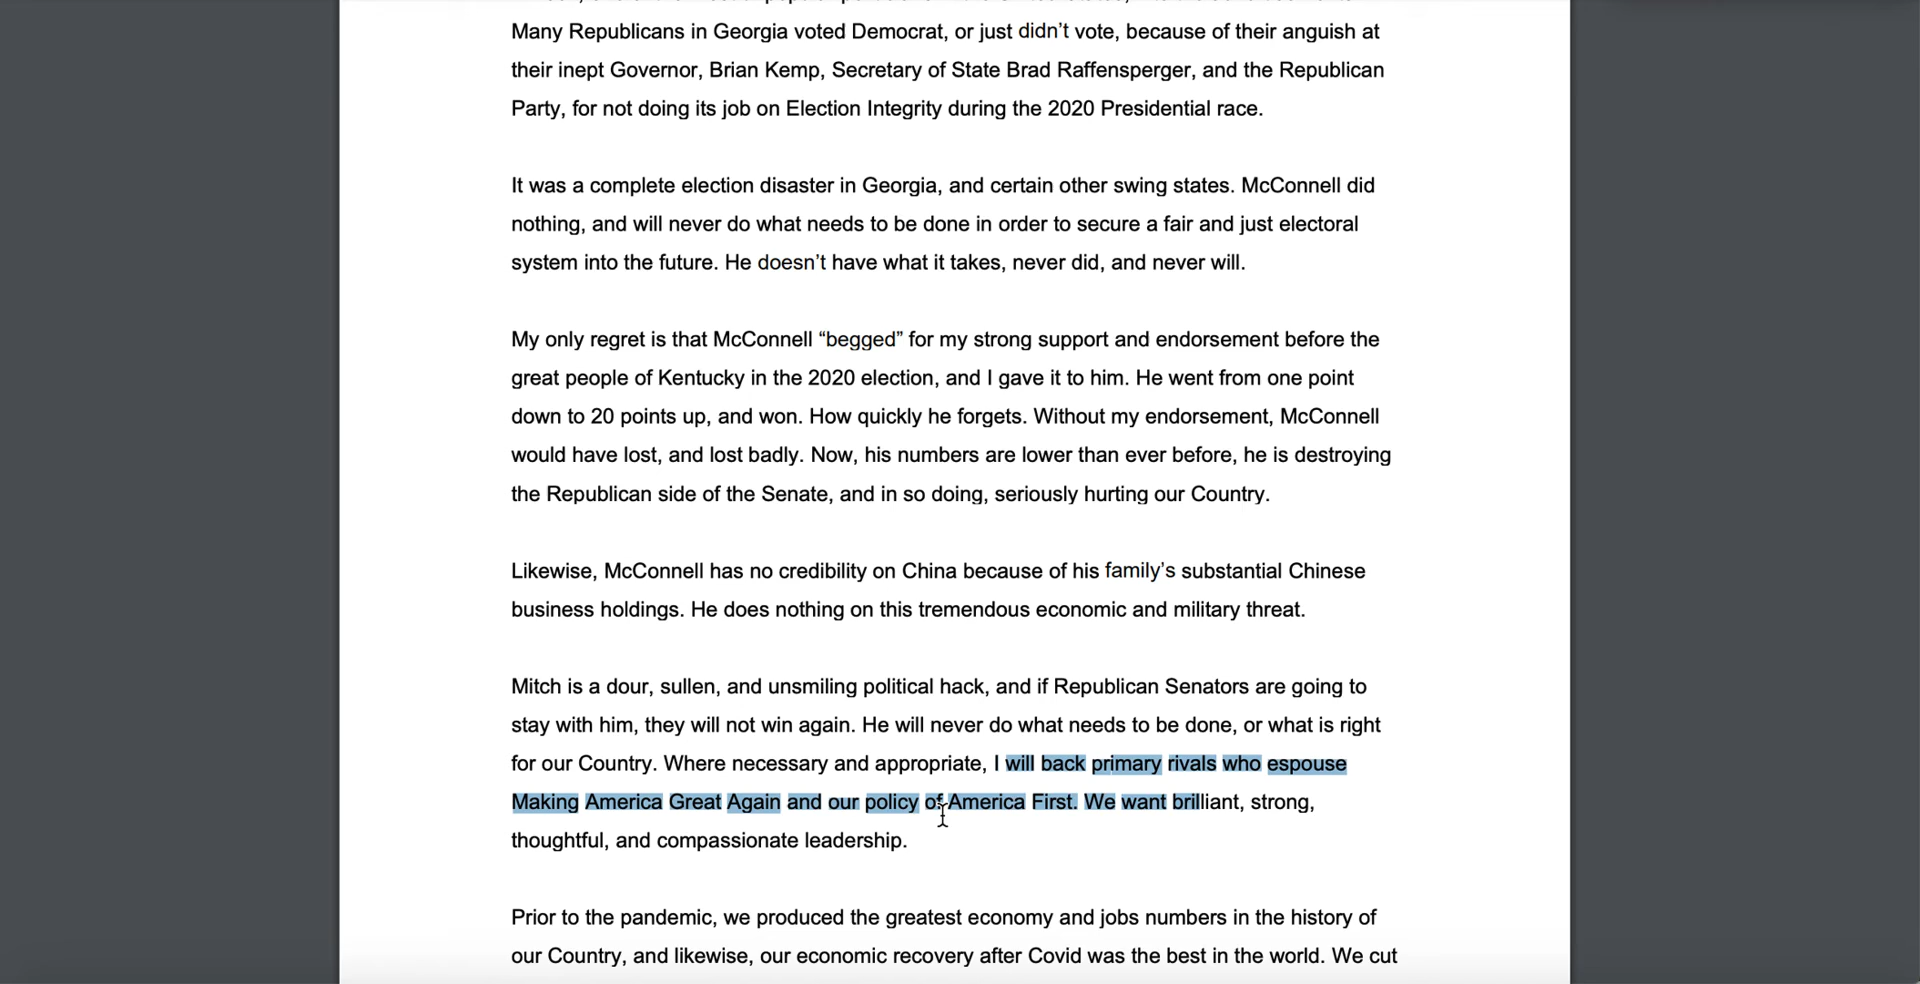 Many Republicans in Georgia voted Democrat, or just didn’t vote, because of their anguish at
their inept Governor, Brian Kemp, Secretary of State Brad Raffensperger, and the Republican
Party, for not doing its job on Election Integrity during the 2020 Presidential race.
It was a complete election disaster in Georgia, and certain other swing states. McConnell did
nothing, and will never do what needs to be done in order to secure a fair and just electoral
system into the future. He doesn’t have what it takes, never did, and never will.
My only regret is that McConnell “begged” for my strong support and endorsement before the
great people of Kentucky in the 2020 election, and I gave it to him. He went from one point
down to 20 points up, and won. How quickly he forgets. Without my endorsement, McConnell
would have lost, and lost badly. Now, his numbers are lower than ever before, he is destroying
the Republican side of the Senate, and in so doing, seriously hurting our Country.
Likewise, McConnell has no credibility on China because of his family’s substantial Chinese
business holdings. He does nothing on this tremendous economic and military threat.
Mitch is a dour, sullen, and unsmiling political hack, and if Republican Senators are going to
stay with him, they will not win again. He will never do what needs to be done, or what is right
for our Country. Where necessary and appropriate, I will back primary rivals who espouse
Making America Great Again and our policy of America First. We want brilliant, strong,
thoughtful, and compassionate leadership.
Prior to the pandemic, we produced the greatest economy and jobs numbers in the history of
our Country, and likewise, our economic recovery after Covid was the best in the world. We cut